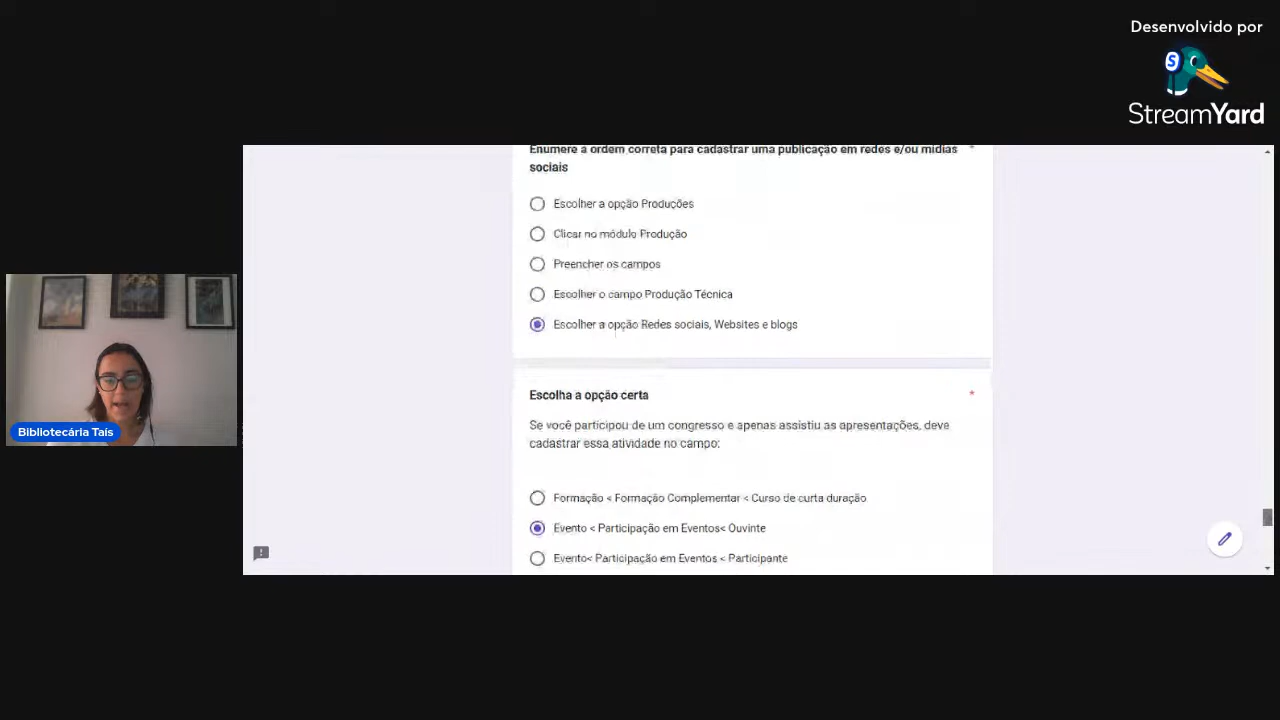 Desenvolvido por
S
StreamYard
Enumere a ordem correta para cadastrar uma publicação em redes e/ou mídias *
sociais
Escolher a opção Produções
Clicar no módulo Produção
Preencher os campos
Escolher o campo Produção Técnica
Escolher a opção Redes sociais, Websites e blogs
Escolha a opção certa *
Se você participou de um congresso e apenas assistiu as apresentações, deve
cadastrar essa atividade no campo:
Formação < Formação Complementar < Curso de curta duração
Evento < Participação em Eventos< Ouvinte
Evento< Participação em Eventos < Participante
Bibliotecária Taís